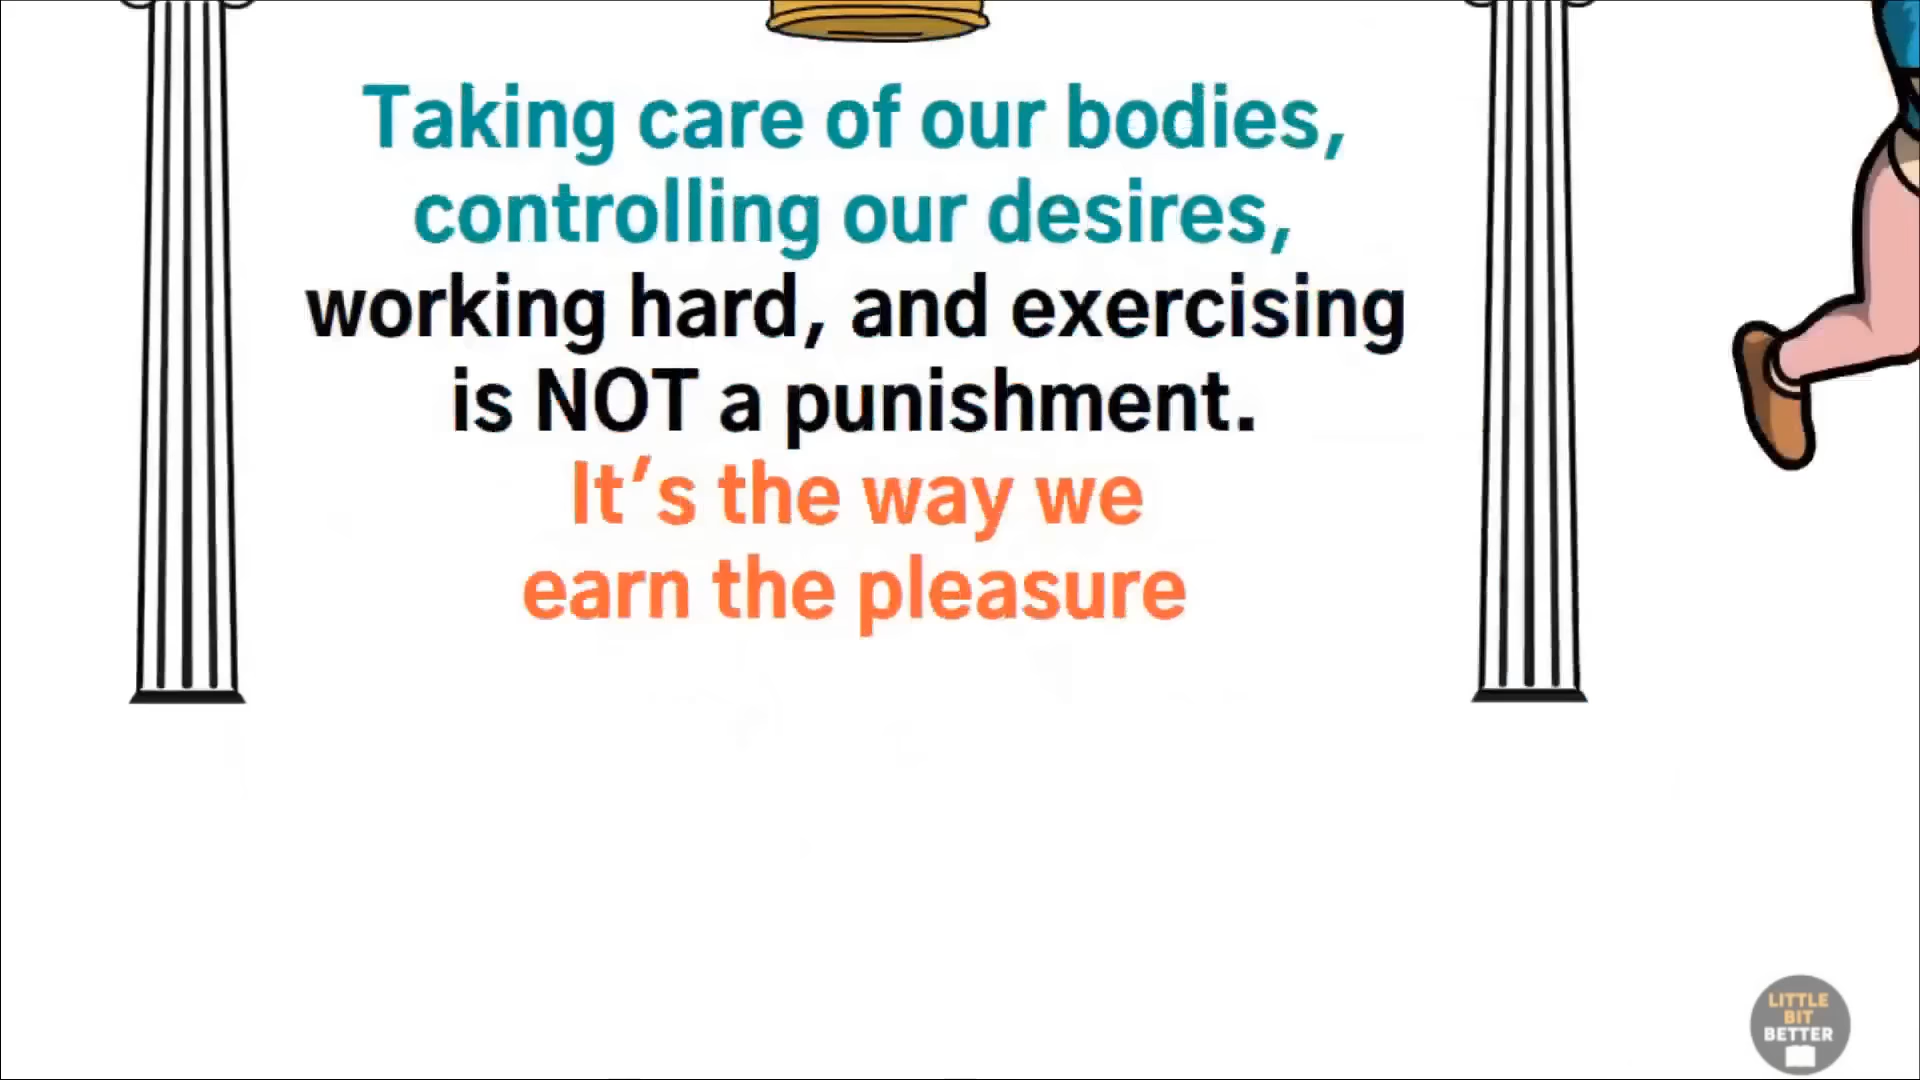 Taking care of our bodies,
controlling our desires,
working hard, and exercising
is NOT a punishment.
It's the way we
earn the pleasure
LITTLE
BIT
BETTER